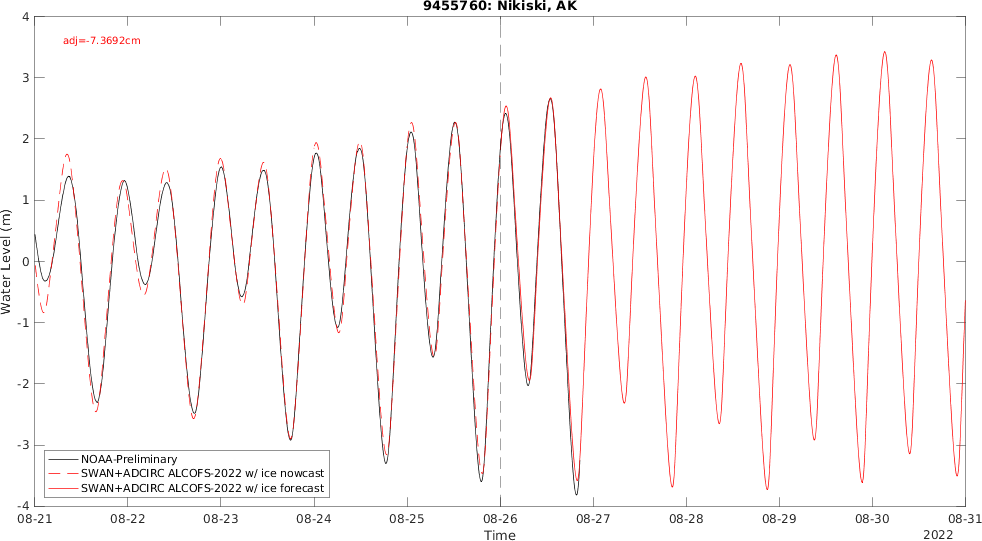 9455760: Nikiski, AK
adj=-7.3692cm
Water Level (m)
4
3
2
1
0
-1
-2
-3
-4
NOAA-Preliminary
SWAN+ADCIRC ALCOFS-2022 w/ ice nowcast
SWAN+ADCIRC ALCOFS-2022 w/ ice forecast
08-21 08-22 08-23 08-24 08-25 08-26 08-27 08-28 08-29 08-30 08-31
Time
2022